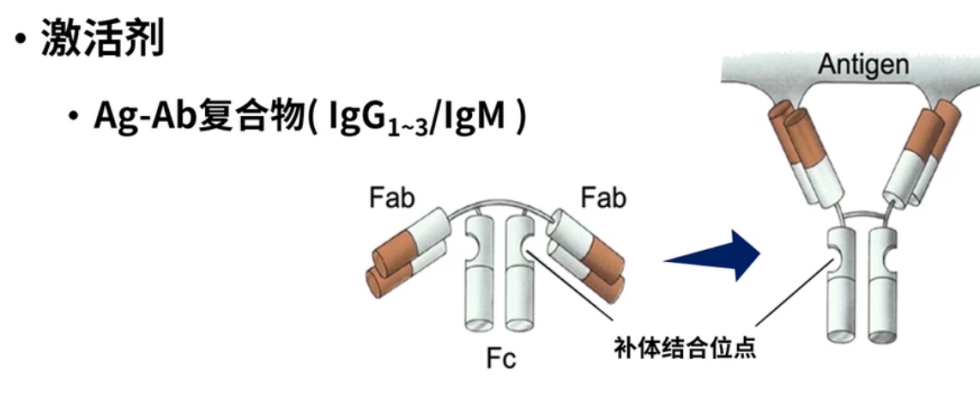 • 激活剂
• Ag-Ab复合物( IgG₁~₃/IgM )
Antigen
Fab
Fab
补体结合位点
Fc